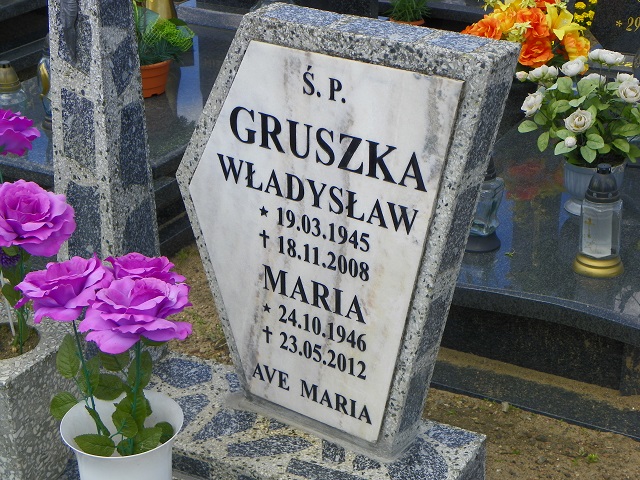 Ś. P.
GRUSZKA
WŁADYSŁAW
* 19.03.1945
† 18.11.2008
MARIA
* 24.10.1946
† 23.05.2012
AVE MARIA